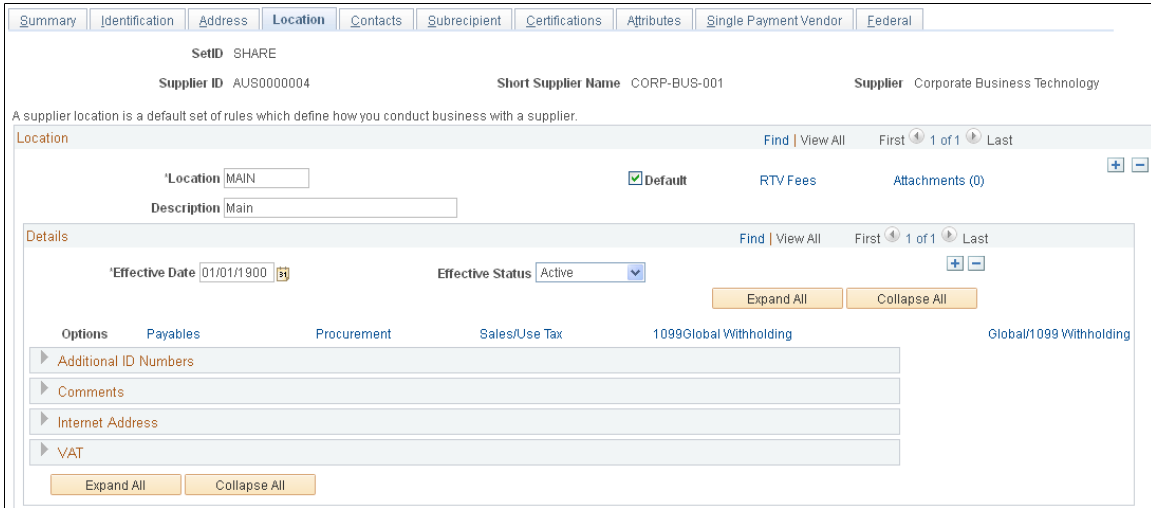 Summary Identification Address Location Contacts Subrecipient Certifications Attributes Single Payment Vendor Federal
SetID SHARE
Supplier ID AUS0000004 Short Supplier Name CORP-BUS-001 Supplier Corporate Business Technology
A supplier location is a default set of rules which define how you conduct business with a supplier.
Location Find | View All First 1 of 1 Last
*Location MAIN Default RTV Fees Attachments (0)
Description Main
Details Find | View All First 1 of 1 Last
*Effective Date 01/01/1900 31 Effective Status Active
Expand All Collapse All
Options Payables Procurement Sales/Use Tax 1099Global Withholding Global/1099 Withholding
Additional ID Numbers
Comments
Internet Address
VAT
Expand All Collapse All